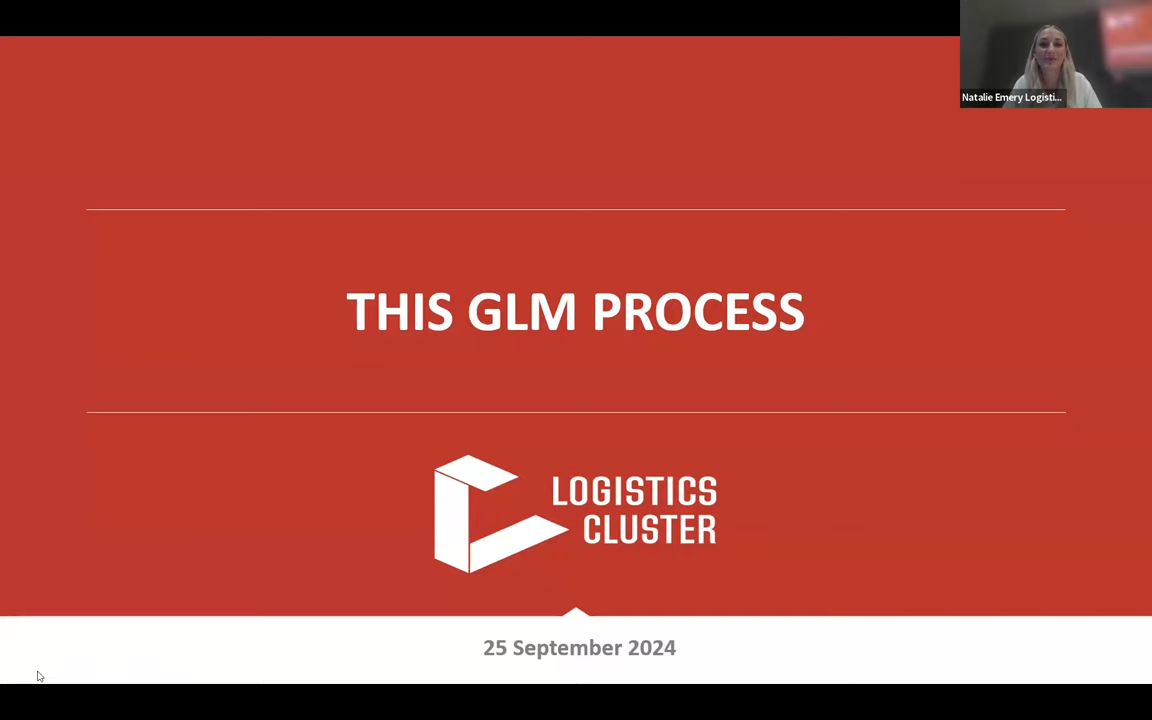 Natalie Emery Logisti...
THIS GLM PROCESS
LOGISTICS
CLUSTER
25 September 2024